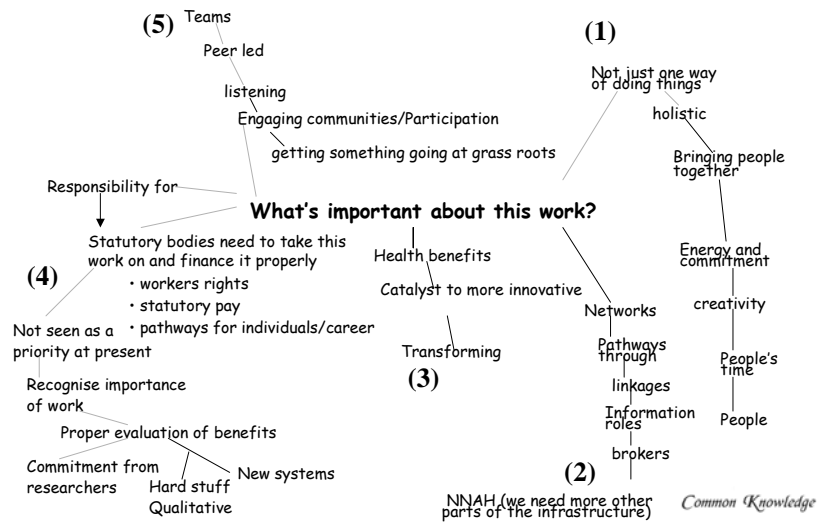 What's important about this work?
(1)
Not just one way
of doing things
holistic
Bringing people
together
Energy and
commitment
creativity
People's
time
People
(2)
Networks
Pathways
through
linkages
Information
roles
brokers
NNAH (we need more other
parts of the infrastructure)
(3)
Health benefits
Catalyst to more innovative
Transforming
(4)
Responsibility for
Statutory bodies need to take this
work on and finance it properly
• workers rights
• statutory pay
• pathways for individuals/career
Not seen as a
priority at present
Recognise importance
of work
Proper evaluation of benefits
Commitment from
researchers
Hard stuff
Qualitative
New systems
(5)
Teams
Peer led
listening
Engaging communities/Participation
getting something going at grass roots
Common Knowledge